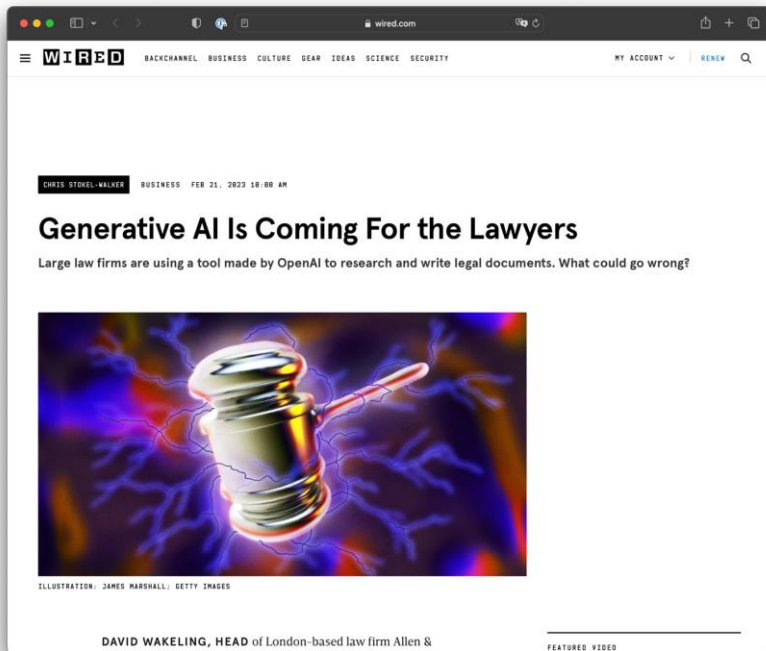 wired.com
WIRED BACKCHANNEL BUSINESS CULTURE GEAR IDEAS SCIENCE SECURITY MY ACCOUNT RENEW
CHRIS STOKEL-WALKER BUSINESS FEB 21, 2023 10:00 AM
Generative AI Is Coming For the Lawyers
Large law firms are using a tool made by OpenAI to research and write legal documents. What could go wrong?
ILLUSTRATION: JAMES MARSHALL; GETTY IMAGES
DAVID WAKELING, HEAD of London-based law firm Allen &
FEATURED VIDEO